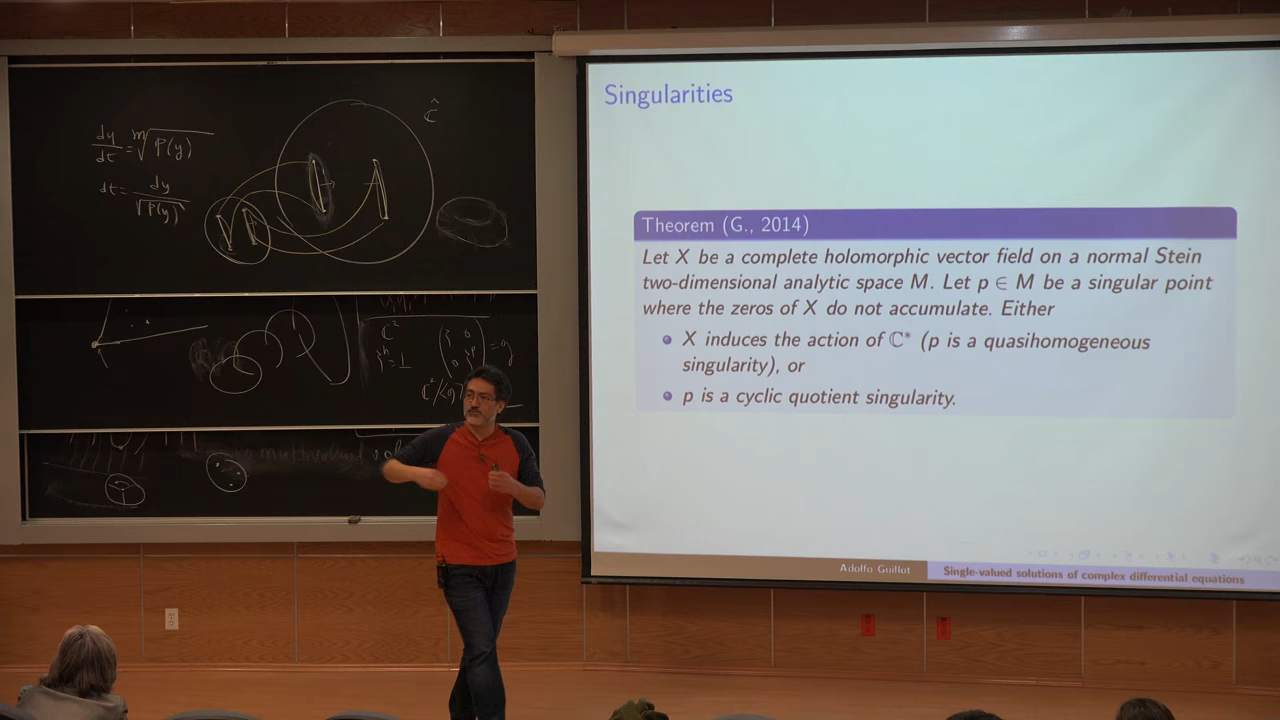 dy/dt = m√P(y)
dt = dy/√P(y)
Ĉ
C²
Singularities
Theorem (G., 2014)
Let X be a complete holomorphic vector field on a normal Stein
two-dimensional analytic space M. Let p ∈ M be a singular point
where the zeros of X do not accumulate. Either
X induces the action of ℂ* (p is a quasihomogeneous
singularity), or
p is a cyclic quotient singularity.
Adolfo Guillot
Single-valued solutions of complex differential equations